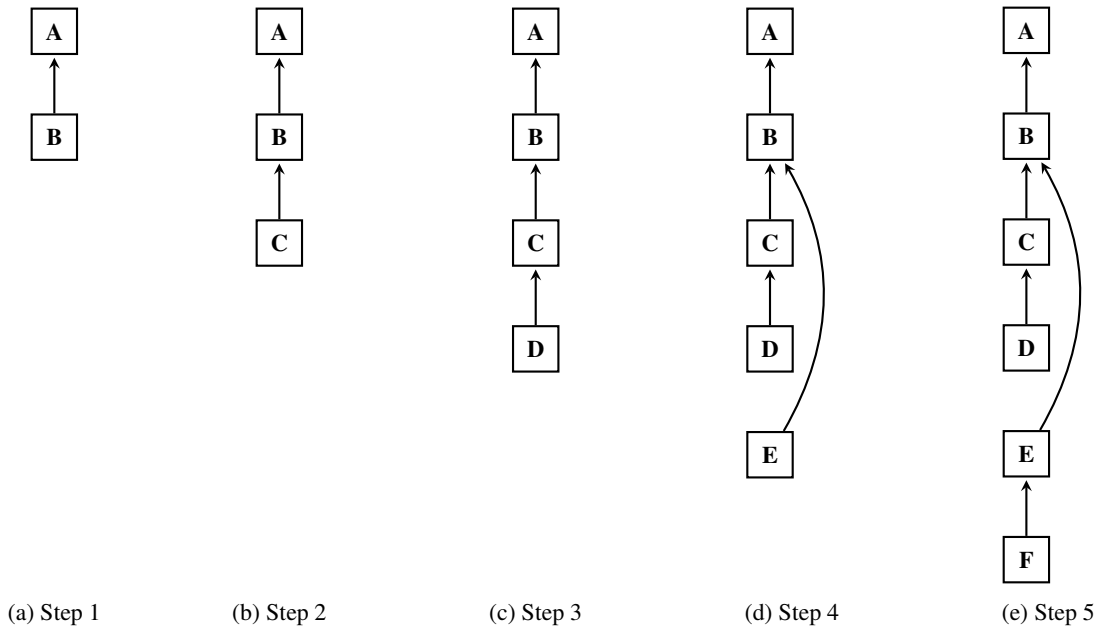 A A A A A
B B B B B
C C C C
D D D
E E
F
(a) Step 1 (b) Step 2 (c) Step 3 (d) Step 4 (e) Step 5